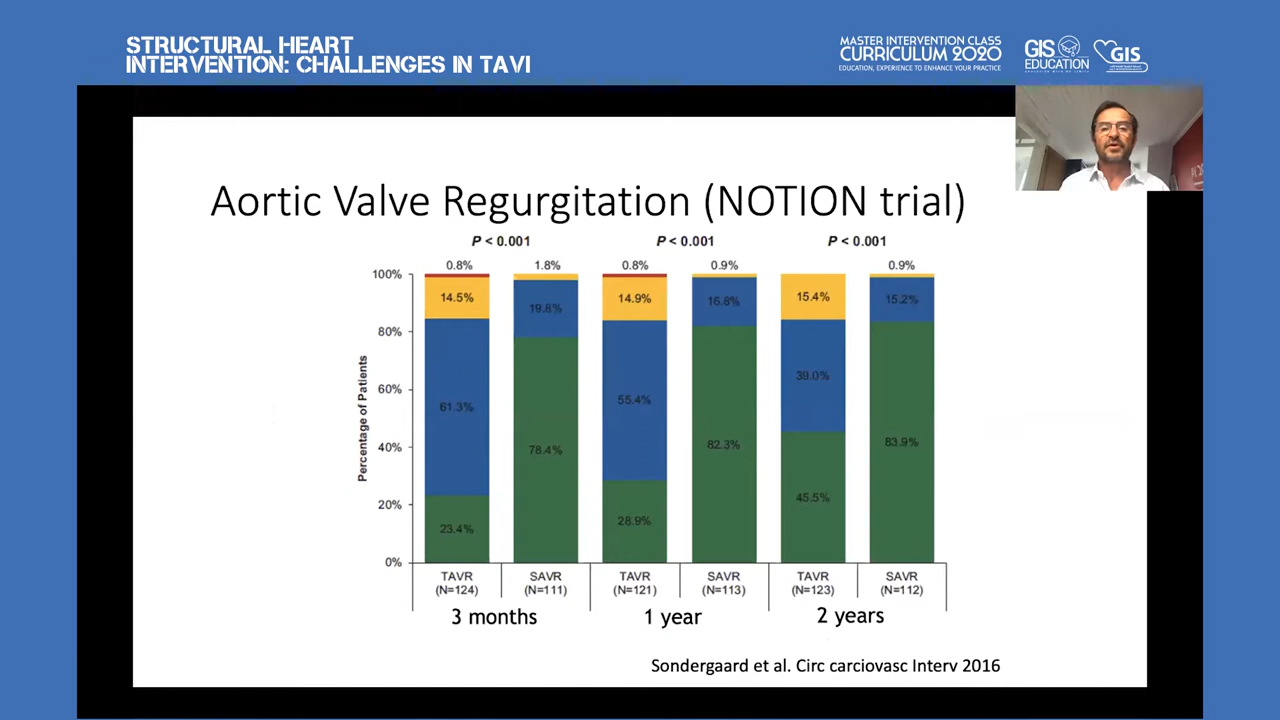 STRUCTURAL HEART
INTERVENTION: CHALLENGES IN TAVI
MASTER INTERVENTION CLASS
CURRICULUM 2020
EDUCATION, EXPERIENCE TO ENHANCE YOUR PRACTICE
GIS
EDUCATION
GIS
Aortic Valve Regurgitation (NOTION trial)
P < 0.001 P < 0.001 P < 0.001
0.8% 1.8% 0.8% 0.9% 0.9%
100%
14.5% 19.8% 14.9% 16.8% 15.4% 15.2%
80%
Percentage of Patients
60%
61.3% 55.4% 39.0%
40%
78.4% 82.3% 83.9%
20%
23.4% 28.9% 45.5%
0%
TAVR SAVR TAVR SAVR TAVR SAVR
(N=124) (N=111) (N=121) (N=113) (N=123) (N=112)
3 months 1 year 2 years
Sondergaard et al. Circ carciovasc Interv 2016